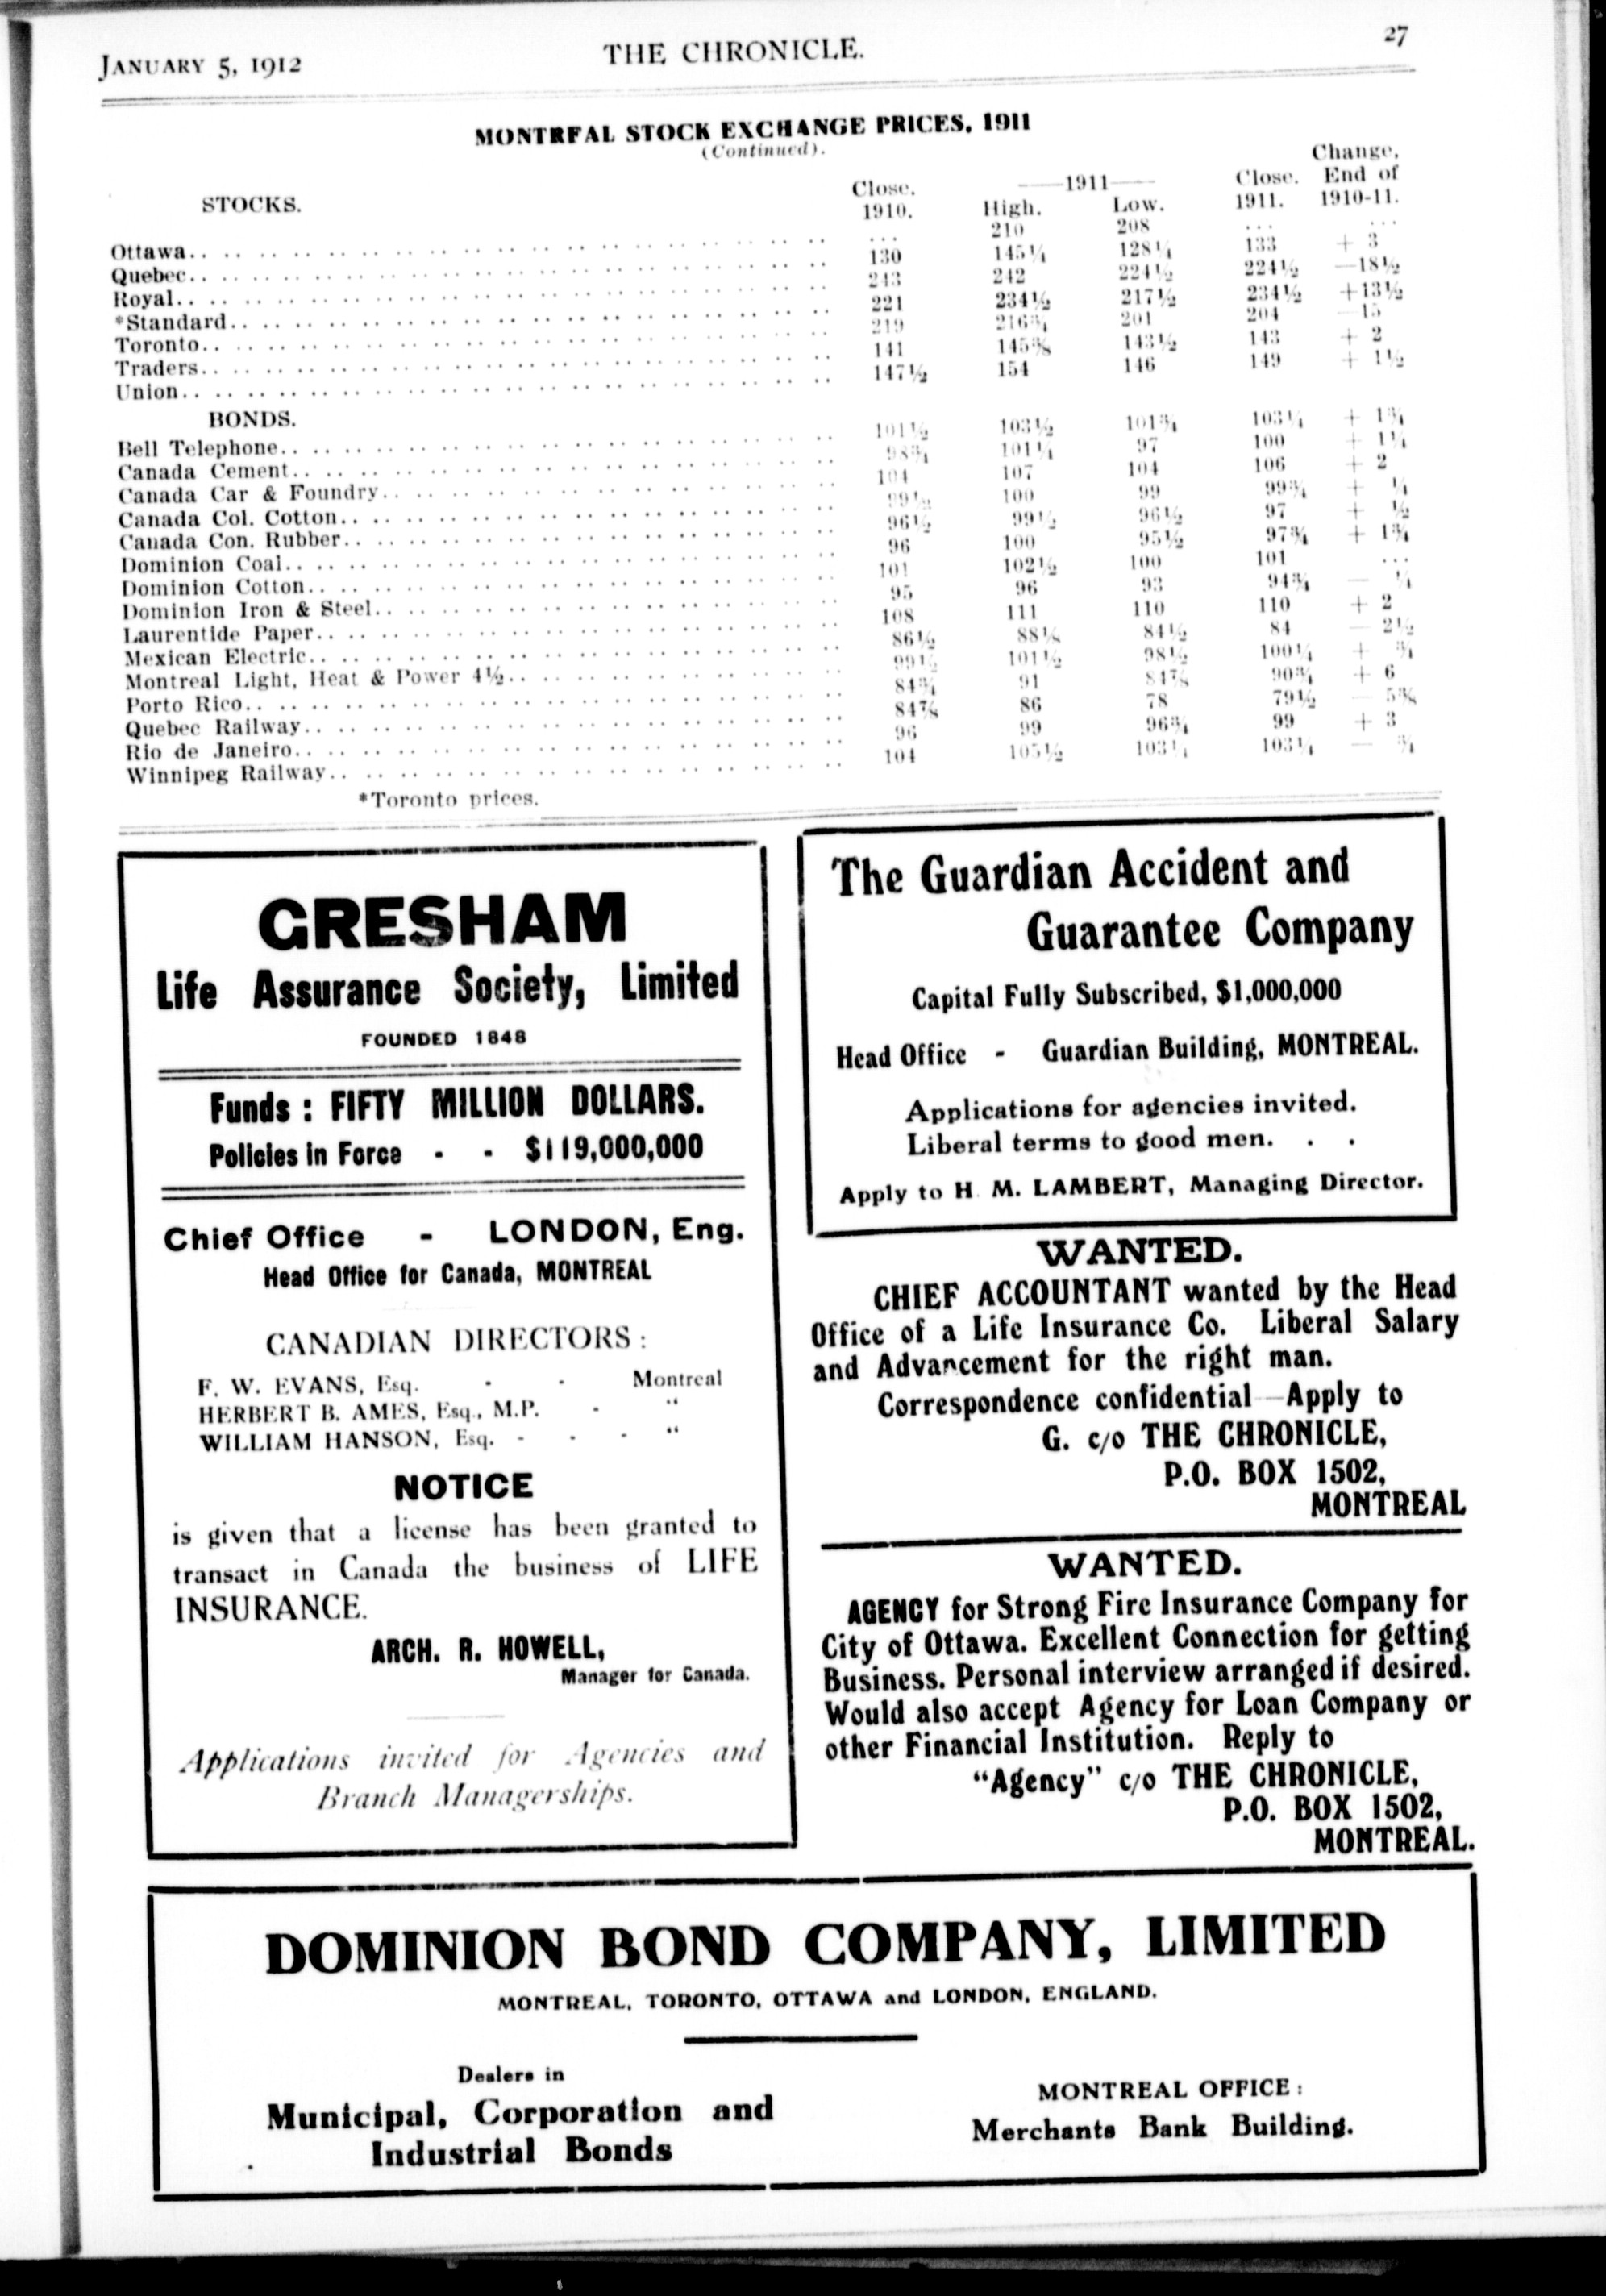 JANUARY 5, 1912 THE CHRONICLE. 27
MONTREAL STOCK EXCHANGE PRICES, 1911
(Continued).
Change,
Close. ——1911—— Close. End of
STOCKS. 1910. High. Low. 1911. 1910-11.
Ottawa.. ... 210 208 ... ...
Quebec.. 130 145¼ 128¼ 133 + 3
Royal.. 243 242 224½ 224½ —18½
*Standard.. 221 234½ 217½ 234½ +13½
Toronto.. 219 216¾ 201 204 —15
Traders.. 141 145⅜ 143½ 143 + 2
Union.. 147½ 154 146 149 + 1½
BONDS.
Bell Telephone.. 101½ 103½ 101¾ 103¼ + 1¾
Canada Cement.. 98¾ 101¼ 97 100 + 1¼
Canada Car & Foundry.. 104 107 104 106 + 2
Canada Col. Cotton.. 99½ 100 99 99¾ + ¼
Canada Con. Rubber.. 96½ 99½ 96½ 97 + ½
Dominion Coal.. 96 100 95½ 97¾ + 1¾
Dominion Cotton.. 101 102½ 100 101 ...
Dominion Iron & Steel.. 95 96 93 94¾ — ¼
Laurentide Paper.. 108 111 110 110 + 2
Mexican Electric.. 86½ 88¼ 84½ 84 — 2½
Montreal Light, Heat & Power 4½.. 99½ 101½ 98½ 100¼ + ¾
Porto Rico.. 84¾ 91 84⅞ 90¾ + 6
Quebec Railway.. 84⅞ 86 78 79½ — 5⅜
Rio de Janeiro.. 96 99 96¾ 99 + 3
Winnipeg Railway.. 104 105½ 103¼ 103¼ — ¾
*Toronto prices.
GRESHAM
Life Assurance Society, Limited
FOUNDED 1848
Funds : FIFTY MILLION DOLLARS.
Policies in Force - - $119,000,000
Chief Office - LONDON, Eng.
Head Office for Canada, MONTREAL
CANADIAN DIRECTORS :
F. W. EVANS, Esq. - - Montreal
HERBERT B. AMES, Esq., M.P. - "
WILLIAM HANSON, Esq. - - - "
NOTICE
is given that a license has been granted to
transact in Canada the business of LIFE
INSURANCE.
ARCH. R. HOWELL,
Manager for Canada.
Applications invited for Agencies and
Branch Managerships.
The Guardian Accident and
Guarantee Company
Capital Fully Subscribed, $1,000,000
Head Office - Guardian Building, MONTREAL.
Applications for agencies invited.
Liberal terms to good men. . .
Apply to H. M. LAMBERT, Managing Director.
WANTED.
CHIEF ACCOUNTANT wanted by the Head
Office of a Life Insurance Co. Liberal Salary
and Advancement for the right man.
Correspondence confidential—Apply to
G. c/o THE CHRONICLE,
P.O. BOX 1502,
MONTREAL
WANTED.
AGENCY for Strong Fire Insurance Company for
City of Ottawa. Excellent Connection for getting
Business. Personal interview arranged if desired.
Would also accept Agency for Loan Company or
other Financial Institution. Reply to
"Agency" c/o THE CHRONICLE,
P.O. BOX 1502,
MONTREAL.
DOMINION BOND COMPANY, LIMITED
MONTREAL, TORONTO, OTTAWA and LONDON, ENGLAND.
Dealers in
Municipal, Corporation and
Industrial Bonds
MONTREAL OFFICE :
Merchants Bank Building.